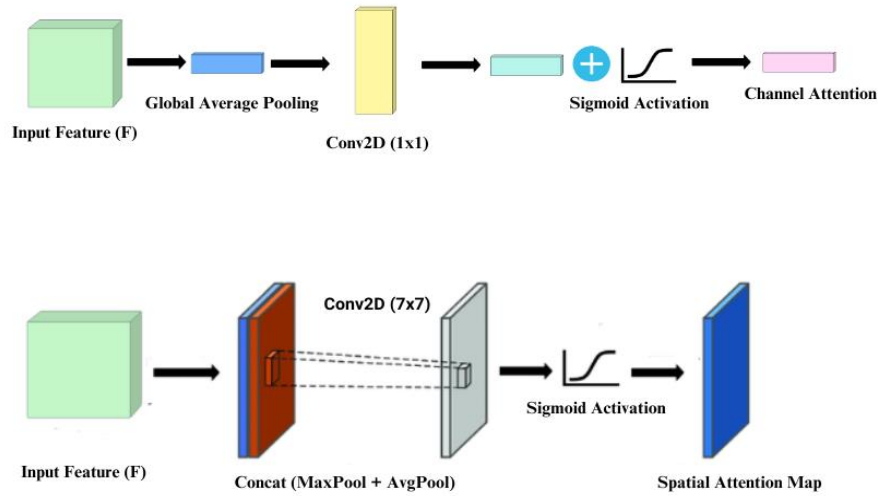 Input Feature (F)
Global Average Pooling
Conv2D (1x1)
Sigmoid Activation
Channel Attention
Input Feature (F)
Concat (MaxPool + AvgPool)
Conv2D (7x7)
Sigmoid Activation
Spatial Attention Map